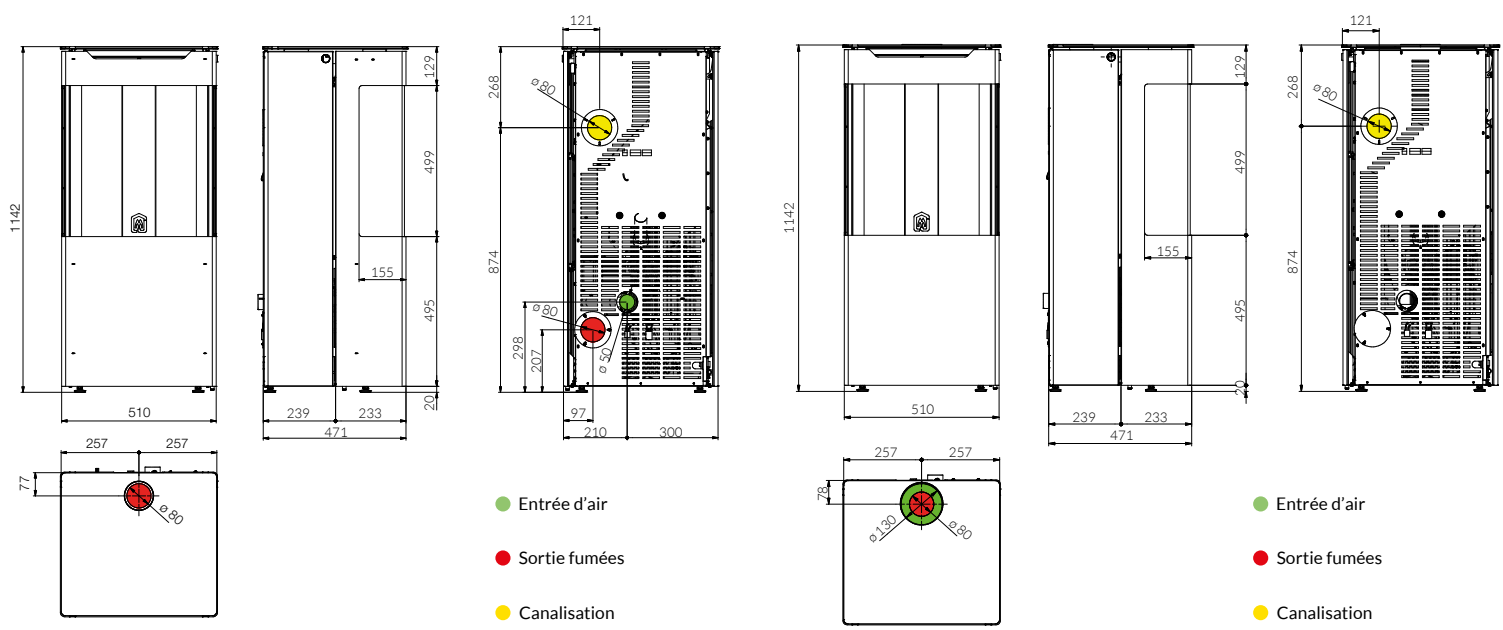 121
129
268
ø 80
499
1142
874
155
495
ø 80
298
207
ø 50
20
510
239
233
471
97
210
300
257
257
77
ø 80
Entrée d'air
Sortie fumées
Canalisation
121
129
268
ø 80
499
1142
874
155
495
20
510
239
233
471
257
257
78
ø 130
ø 80
Entrée d'air
Sortie fumées
Canalisation